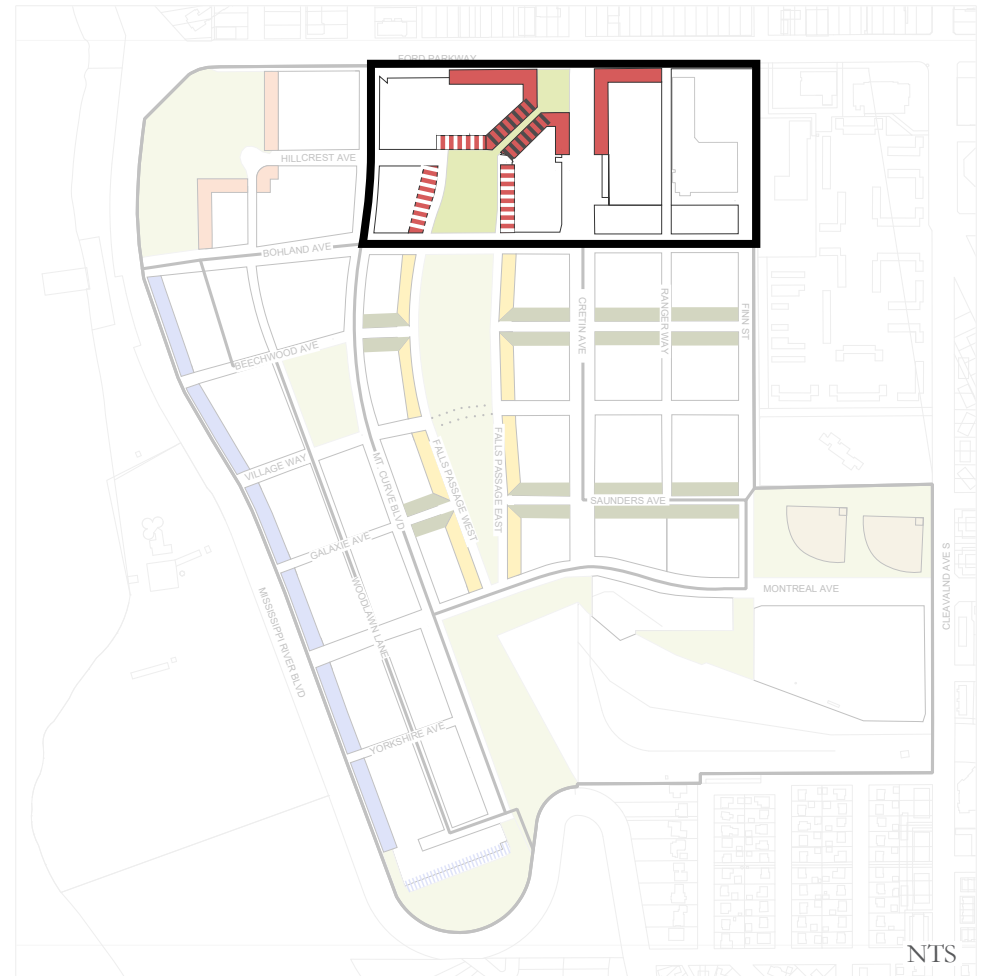 FORD PARKWAY
HILLCREST AVE
BOHLAND AVE
BEECHWOOD AVE
CRETIN AVE
RANGER WAY
FINN ST
VILLAGE WAY
MT. CURVE BLVD
FALLS PASSAGE WEST
FALLS PASSAGE EAST
SAUNDERS AVE
GALAXIE AVE
WOODLAWN LANE
MISSISSIPPI RIVER BLVD
MONTREAL AVE
CLEAVALND AVE S
YORKSHIRE AVE
NTS